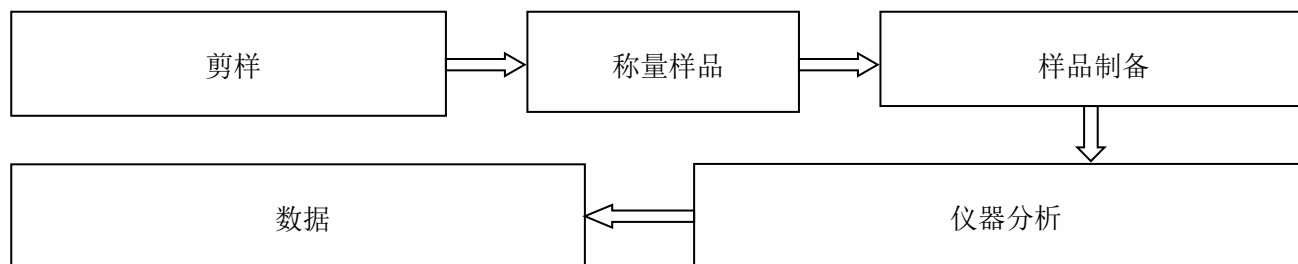 剪样
称量样品
样品制备
仪器分析
数据